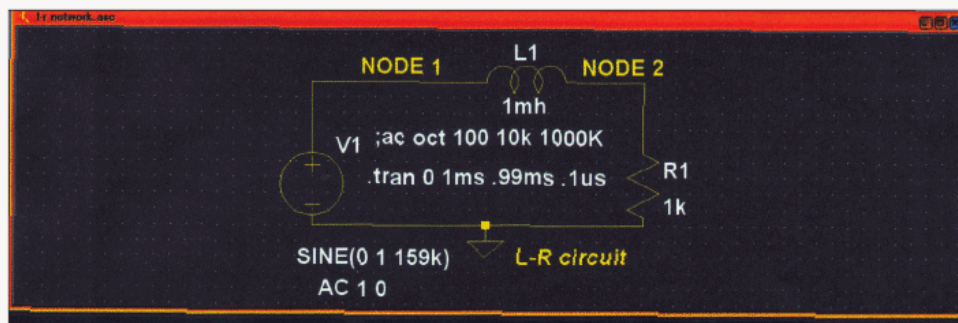 l-r network.asc
L1
NODE 1
NODE 2
1mh
;ac oct 100 10k 1000K
V1
.tran 0 1ms .99ms .1us
R1
1k
SINE(0 1 159k)
L-R circuit
AC 1 0